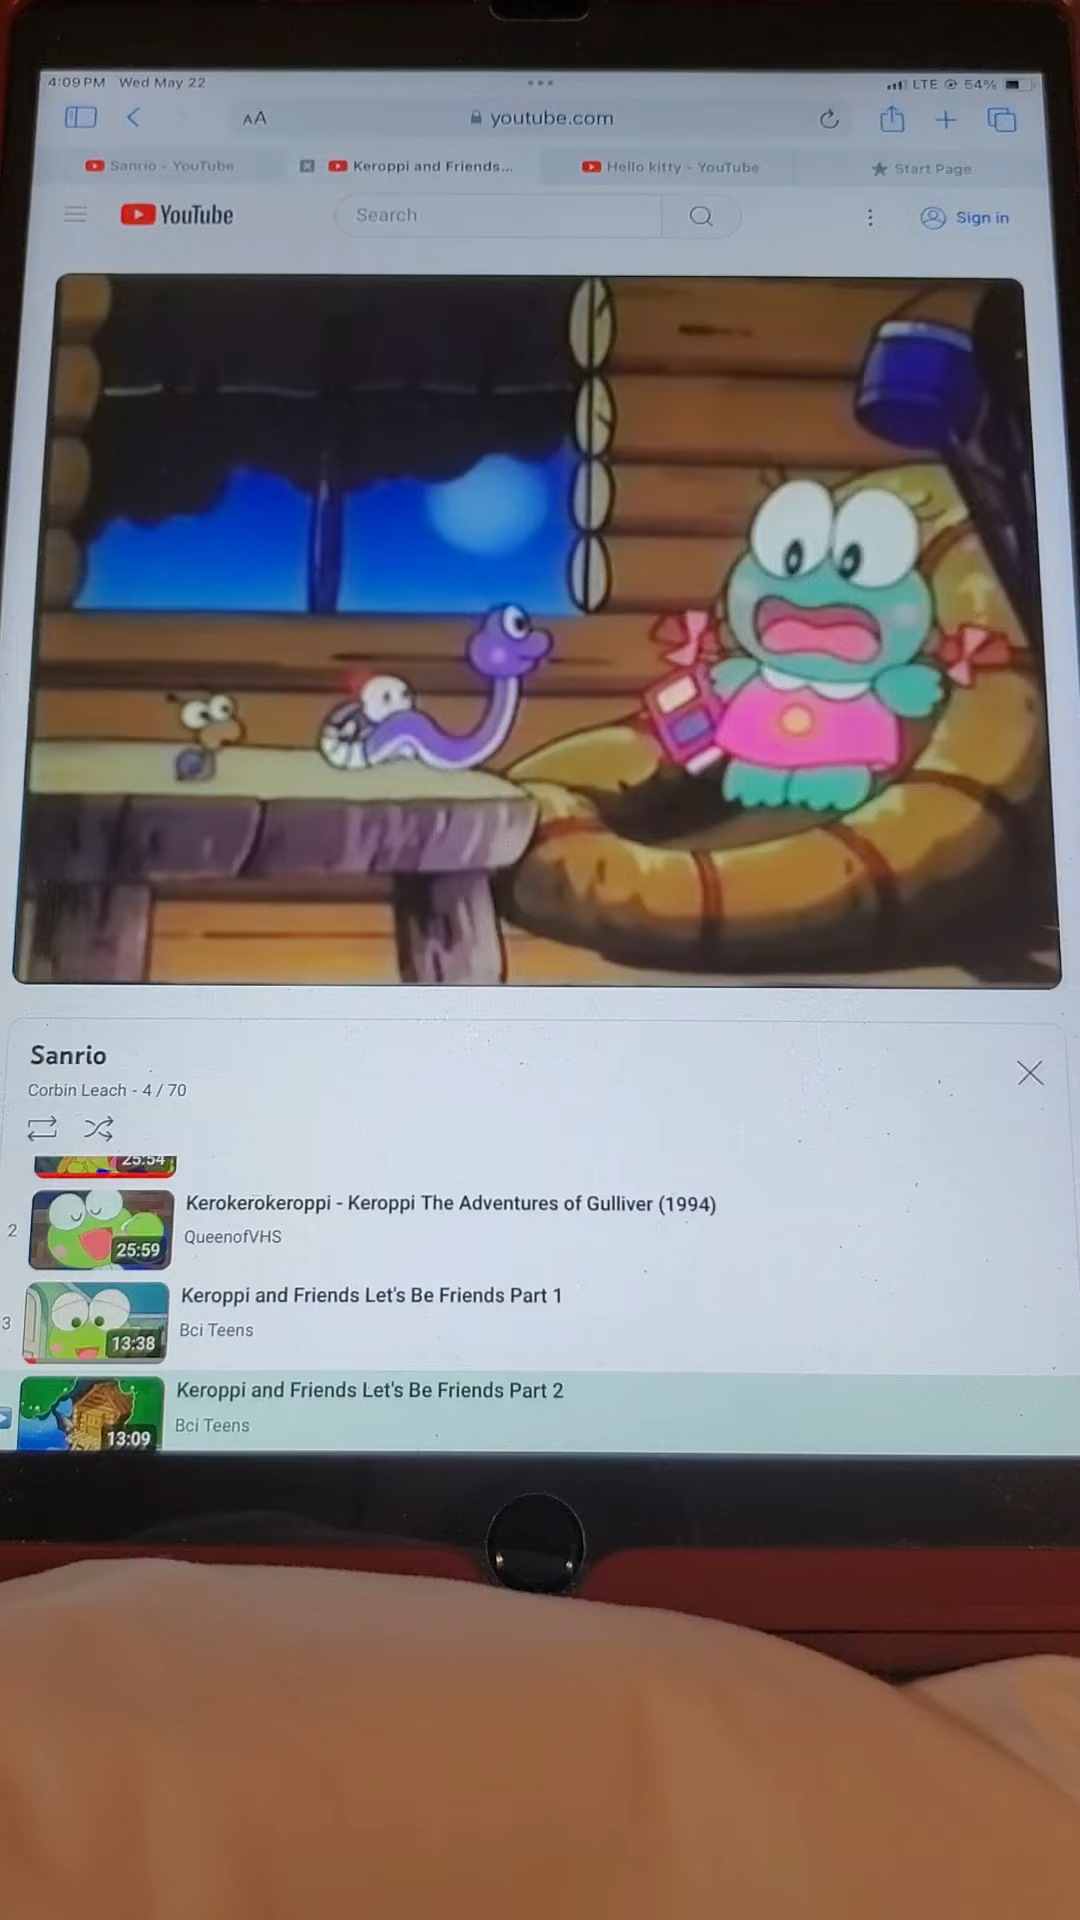 4:09 PM Wed May 22
LTE 54%
AA youtube.com
Sanrio - YouTube
Keroppi and Friends...
Hello kitty - YouTube
Start Page
YouTube
Search
Sign in
Sanrio
Corbin Leach - 4 / 70
25:54
2
Kerokerokeroppi - Keroppi The Adventures of Gulliver (1994)
QueenofVHS
25:59
3
Keroppi and Friends Let's Be Friends Part 1
Bci Teens
13:38
Keroppi and Friends Let's Be Friends Part 2
Bci Teens
13:09